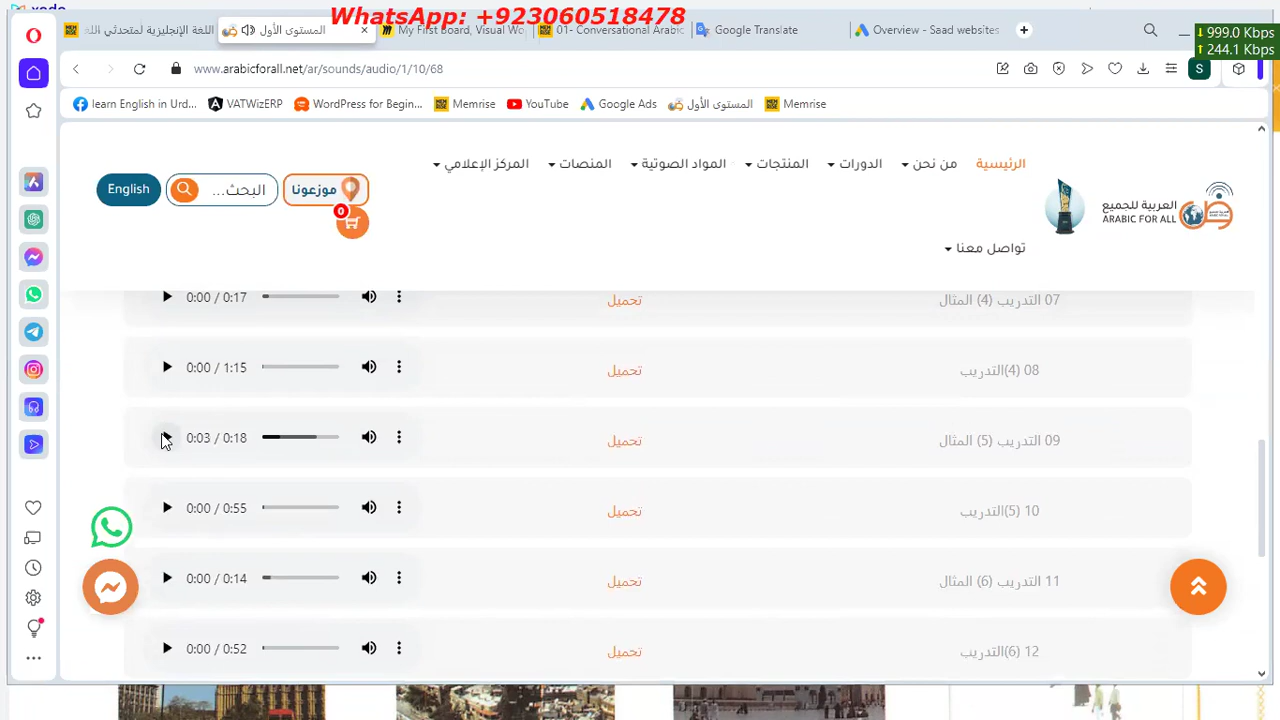 WhatsApp: +923060518478
اللغة الإنجليزية لمتحدثي الله
المستوى الأول
My First Board, Visual Wo
01- Conversational Arabic
Google Translate
Overview - Saad websites
999.0 Kbps
244.1 Kbps
www.arabicforall.net/ar/sounds/audio/1/10/68
S
learn English in Urd...
VATWizERP
WordPress for Begin...
Memrise
YouTube
Google Ads
المستوى الأول
Memrise
الرئيسية
من نحن
الدورات
المنتجات
المواد الصوتية
المنصات
المركز الإعلامي
English
البحث...
موزعونا
0
العربية للجميع
ARABIC FOR ALL
تواصل معنا
0:00 / 0:17
تحميل
07 التدريب (4) المثال
0:00 / 1:15
تحميل
08 (4)التدريب
0:03 / 0:18
تحميل
09 التدريب (5) المثال
0:00 / 0:55
تحميل
10 (5)التدريب
0:00 / 0:14
تحميل
11 التدريب (6) المثال
0:00 / 0:52
تحميل
12 (6)التدريب